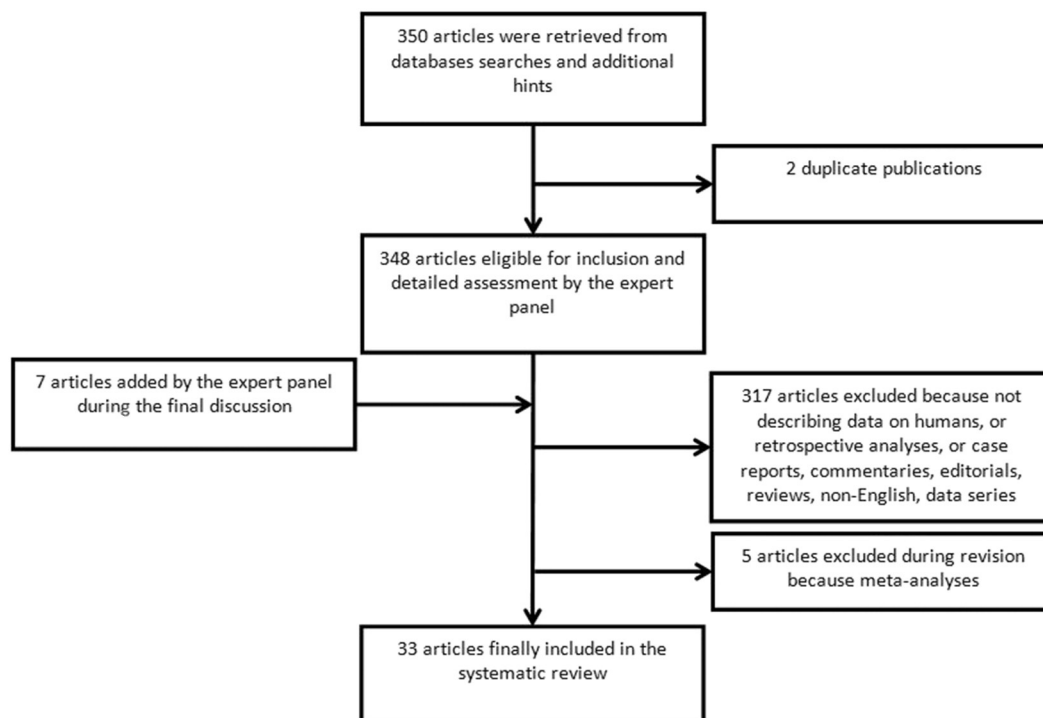 350 articles were retrieved from
databases searches and additional
hints
2 duplicate publications
348 articles eligible for inclusion and
detailed assessment by the expert
panel
7 articles added by the expert panel
during the final discussion
317 articles excluded because not
describing data on humans, or
retrospective analyses, or case
reports, commentaries, editorials,
reviews, non-English, data series
5 articles excluded during revision
because meta-analyses
33 articles finally included in the
systematic review